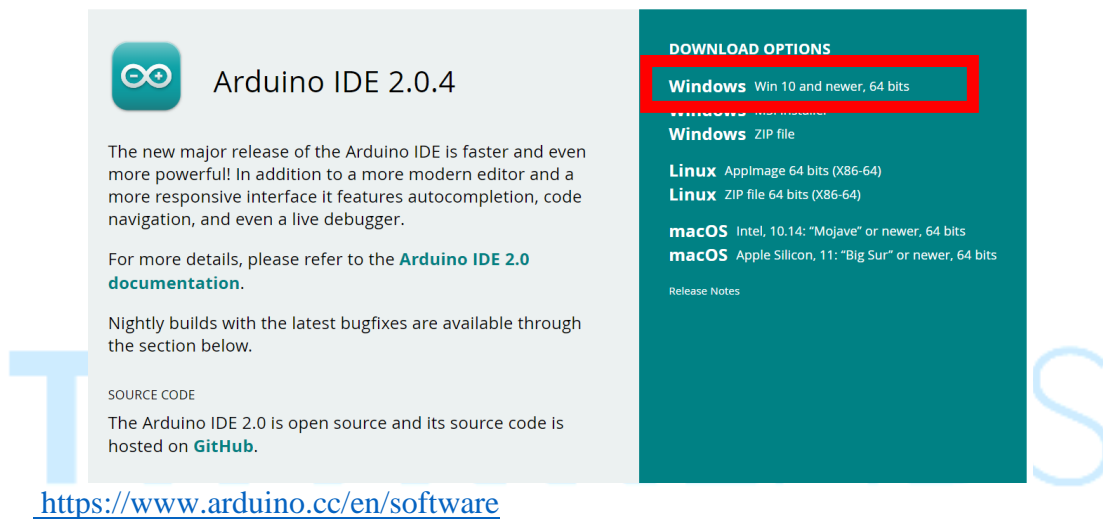 Arduino IDE 2.0.4
The new major release of the Arduino IDE is faster and even
more powerful! In addition to a more modern editor and a
more responsive interface it features autocompletion, code
navigation, and even a live debugger.
For more details, please refer to the Arduino IDE 2.0
documentation.
Nightly builds with the latest bugfixes are available through
the section below.
SOURCE CODE
The Arduino IDE 2.0 is open source and its source code is
hosted on GitHub.
DOWNLOAD OPTIONS
Windows Win 10 and newer, 64 bits
Windows MSI installer
Windows ZIP file
Linux AppImage 64 bits (X86-64)
Linux ZIP file 64 bits (X86-64)
macOS Intel, 10.14: “Mojave” or newer, 64 bits
macOS Apple Silicon, 11: “Big Sur” or newer, 64 bits
Release Notes
https://www.arduino.cc/en/software